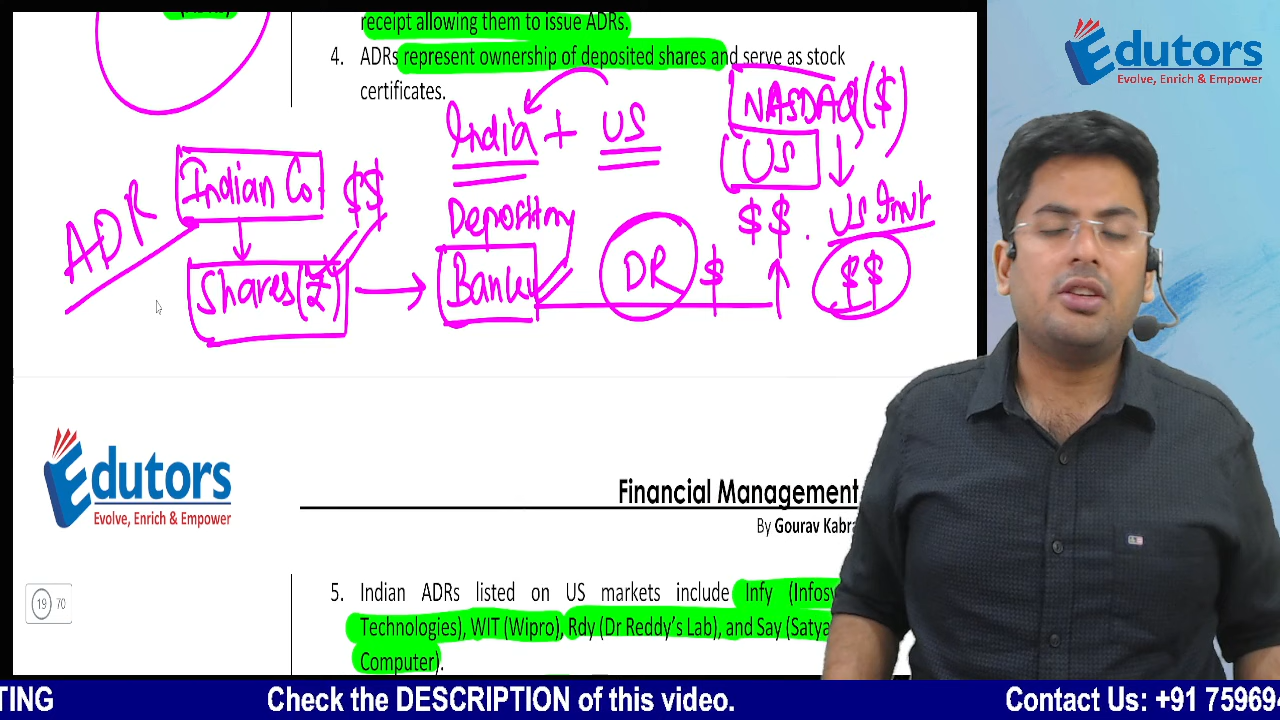 receipt allowing them to issue ADRs.
4. ADRs represent ownership of deposited shares and serve as stock
certificates.
India + US
NASDAQ ($)
US
Indian Co.
$$
ADR
Depository
$$.
US Invt
Shares (₹)
Bank
DR
$
$$
Edutors
Evolve, Enrich & Empower
Edutors
Evolve, Enrich & Empower
Financial Management
By Gourav Kabra
19 70
5. Indian ADRs listed on US markets include Infy (Infosy
Technologies), WIT (Wipro), Rdy (Dr Reddy's Lab), and Say (Satya
Computer).
TING Check the DESCRIPTION of this video. Contact Us: +91 75969